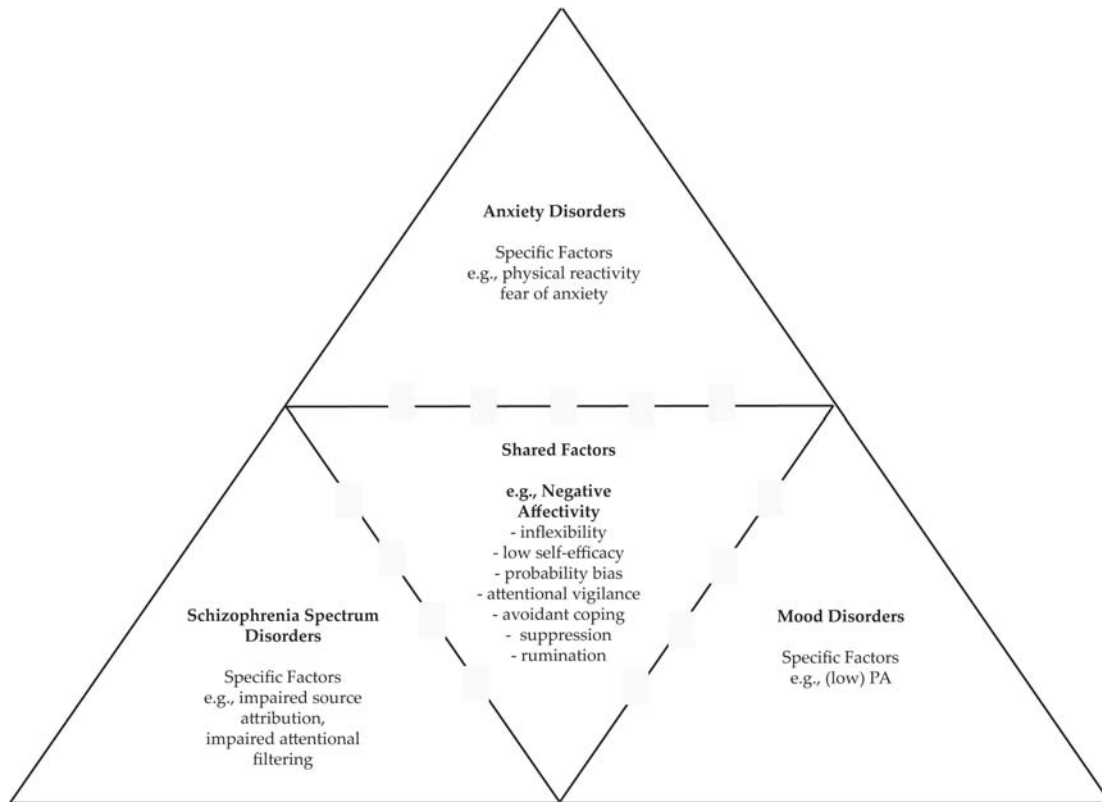 Anxiety Disorders
Specific Factors
e.g., physical reactivity
fear of anxiety
Shared Factors
e.g., Negative
Affectivity
- inflexibility
- low self-efficacy
- probability bias
- attentional vigilance
- avoidant coping
- suppression
- rumination
Schizophrenia Spectrum
Disorders
Specific Factors
e.g., impaired source
attribution,
impaired attentional
filtering
Mood Disorders
Specific Factors
e.g., (low) PA